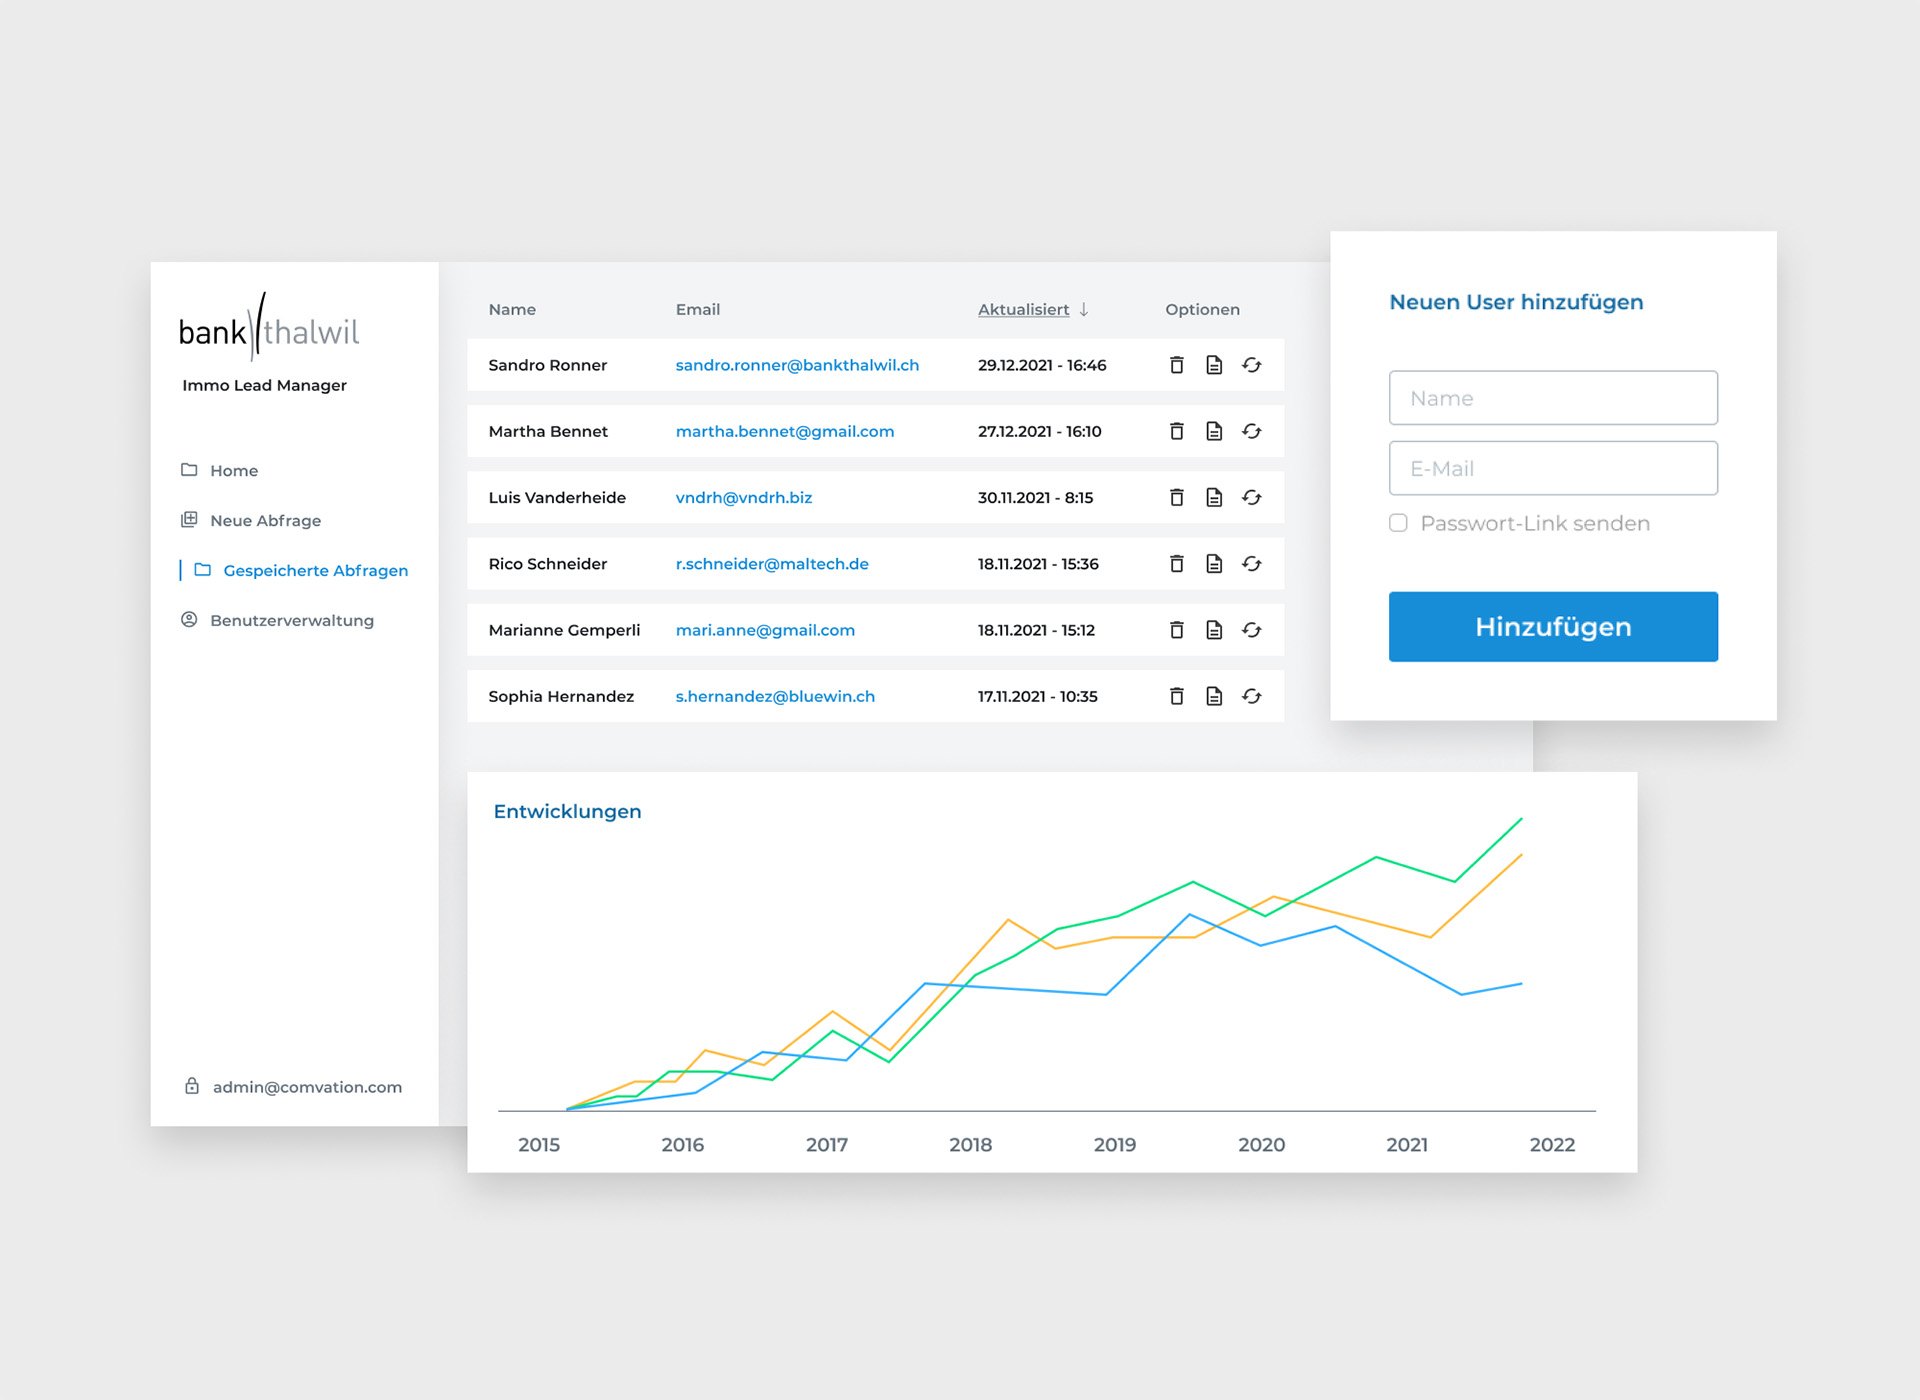 bank thalwil
Immo Lead Manager
Home
Neue Abfrage
Gespeicherte Abfragen
Benutzerverwaltung
admin@comvation.com
Name Email Aktualisiert ↓ Optionen
Sandro Ronner sandro.ronner@bankthalwil.ch 29.12.2021 - 16:46
Martha Bennet martha.bennet@gmail.com 27.12.2021 - 16:10
Luis Vanderheide vndrh@vndrh.biz 30.11.2021 - 8:15
Rico Schneider r.schneider@maltech.de 18.11.2021 - 15:36
Marianne Gemperli mari.anne@gmail.com 18.11.2021 - 15:12
Sophia Hernandez s.hernandez@bluewin.ch 17.11.2021 - 10:35
Neuen User hinzufügen
Name
E-Mail
Passwort-Link senden
Hinzufügen
Entwicklungen
2015 2016 2017 2018 2019 2020 2021 2022